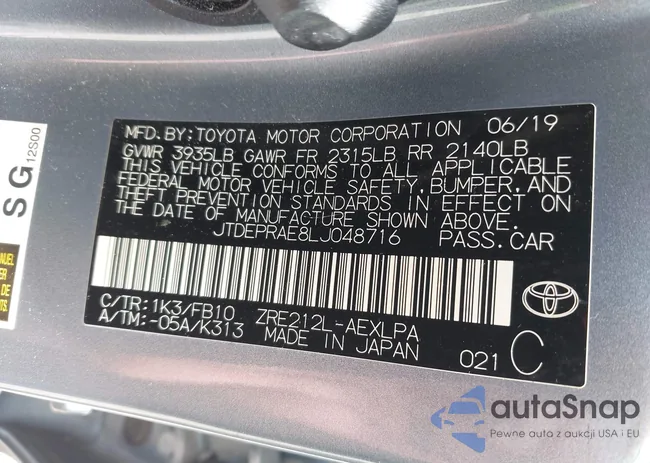 MFD.BY: TOYOTA MOTOR CORPORATION 06/19
GVWR 3935LB GAWR FR 2315LB RR 2140LB
THIS VEHICLE CONFORMS TO ALL APPLICABLE
FEDERAL MOTOR VEHICLE SAFETY, BUMPER, AND
THEFT PREVENTION STANDARDS IN EFFECT ON
THE DATE OF MANUFACTURE SHOWN ABOVE.
JTDEPRAE8LJ048716 PASS.CAR
C/TR: 1K3/FB10 ZRE212L-AEXLPA
A/TM: -05A/K313 MADE IN JAPAN 021 C
SG
12S00
autoSnap
Pewne auto z aukcji USA i EU